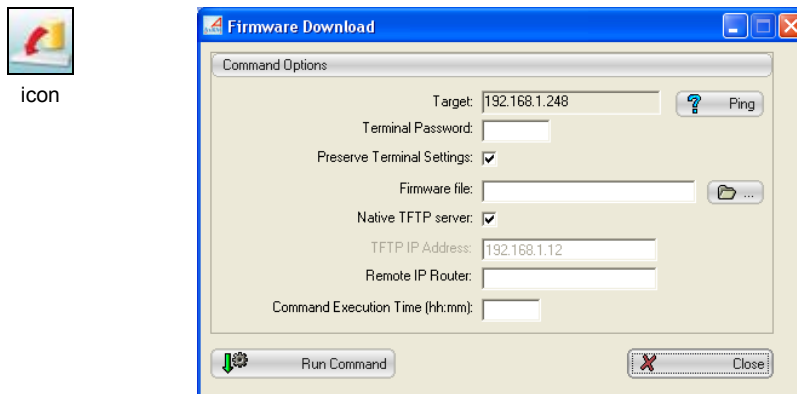 icon
Firmware Download
Command Options
Target: 192.168.1.248 Ping
Terminal Password:
Preserve Terminal Settings:
Firmware file: ...
Native TFTP server:
TFTP IP Address: 192.168.1.12
Remote IP Router:
Command Execution Time (hh:mm):
Run Command Close